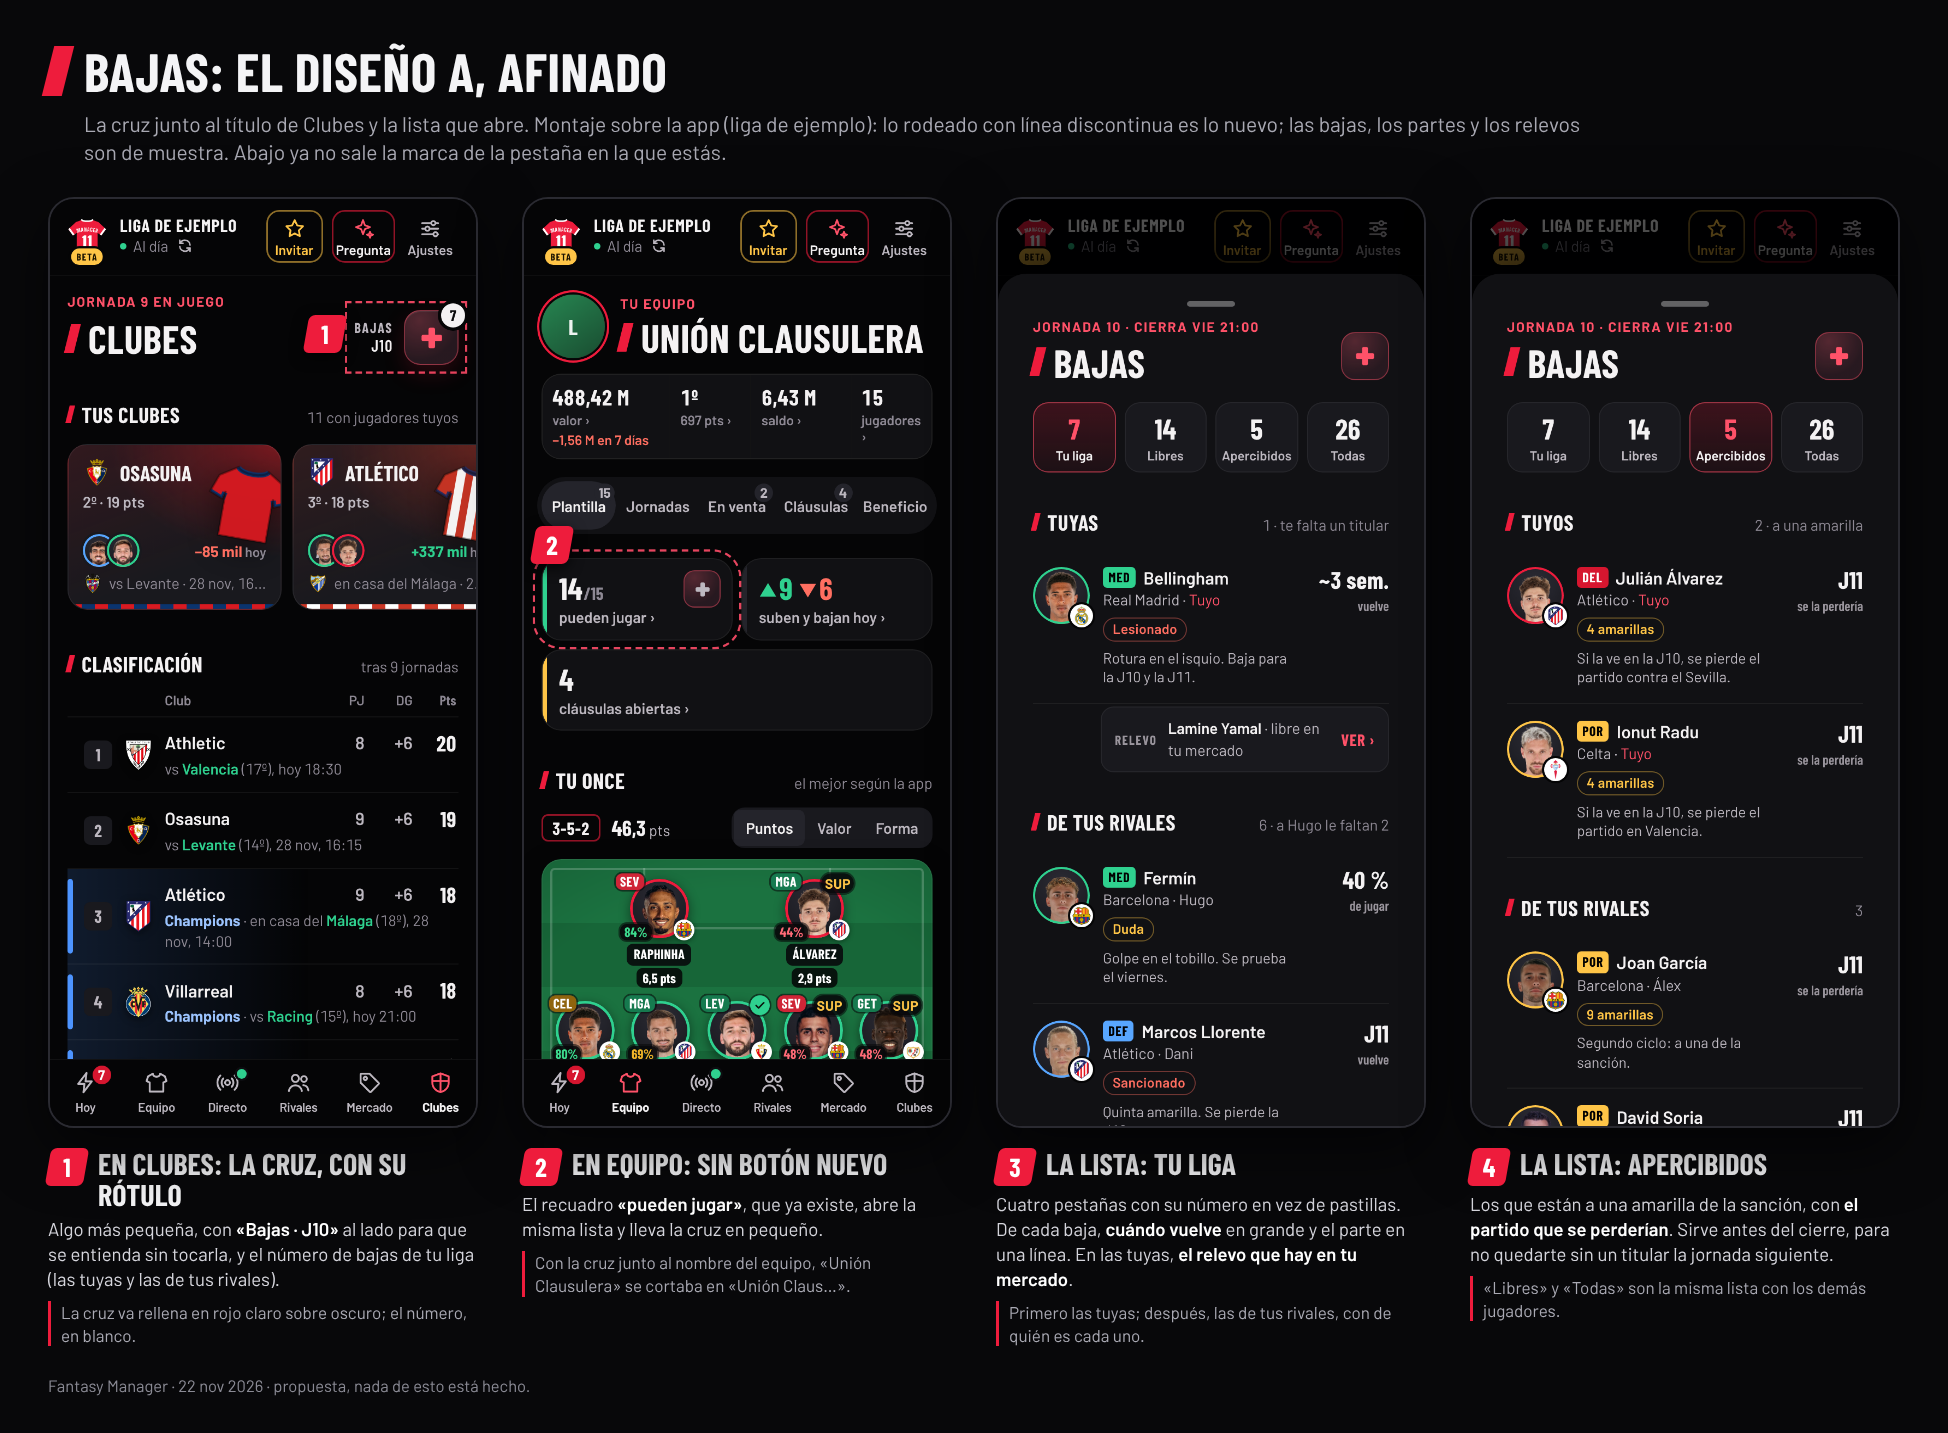 BAJAS: EL DISEÑO A, AFINADO
La cruz junto al título de Clubes y la lista que abre. Montaje sobre la app (liga de ejemplo): lo rodeado con línea discontinua es lo nuevo; las bajas, los partes y los relevos
son de muestra. Abajo ya no sale la marca de la pestaña en la que estás.
MANAGER
11
BETA
LIGA DE EJEMPLO
Al día
Invitar
Pregunta
Ajustes
JORNADA 9 EN JUEGO
CLUBES
1
BAJAS
J10
7
TUS CLUBES
11 con jugadores tuyos
OSASUNA
2º · 19 pts
−85 mil hoy
vs Levante · 28 nov, 16...
ATLÉTICO
3º · 18 pts
+337 mil h
en casa del Málaga · 2
CLASIFICACIÓN
tras 9 jornadas
Club PJ DG Pts
1 Athletic 8 +6 20
vs Valencia (17º), hoy 18:30
2 Osasuna 9 +6 19
vs Levante (14º), 28 nov, 16:15
3 Atlético 9 +6 18
Champions · en casa del Málaga (18º), 28
nov, 14:00
4 Villarreal 8 +6 18
Champions · vs Racing (15º), hoy 21:00
7
Hoy Equipo Directo Rivales Mercado Clubes
MANAGER
11
BETA
LIGA DE EJEMPLO
Al día
Invitar
Pregunta
Ajustes
L
TU EQUIPO
UNIÓN CLAUSULERA
488,42 M 1º 6,43 M 15
valor › 697 pts › saldo › jugadores ›
−1,56 M en 7 días
Plantilla 15 Jornadas En venta 2 Cláusulas 4 Beneficio
2
14/15
pueden jugar ›
9 6
suben y bajan hoy ›
4
cláusulas abiertas ›
TU ONCE
el mejor según la app
3-5-2 46,3 pts
Puntos Valor Forma
SEV
84%
RAPHINHA
6,5 pts
MGA SUP
44%
ÁLVAREZ
2,9 pts
CEL MGA LEV SEV SUP GET SUP
80% 69% 48% 48%
7
Hoy Equipo Directo Rivales Mercado Clubes
MANAGER
11
BETA
LIGA DE EJEMPLO
Al día
Invitar
Pregunta
Ajustes
JORNADA 10 · CIERRA VIE 21:00
BAJAS
7 14 5 26
Tu liga Libres Apercibidos Todas
TUYAS
1 · te falta un titular
MED Bellingham
Real Madrid · Tuyo
Lesionado
Rotura en el isquio. Baja para
la J10 y la J11.
~3 sem.
vuelve
RELEVO
Lamine Yamal · libre en
tu mercado
VER ›
DE TUS RIVALES
6 · a Hugo le faltan 2
MED Fermín
Barcelona · Hugo
Duda
Golpe en el tobillo. Se prueba
el viernes.
40 %
de jugar
DEF Marcos Llorente
Atlético · Dani
Sancionado
Quinta amarilla. Se pierde la
J11
vuelve
MANAGER
11
BETA
LIGA DE EJEMPLO
Al día
Invitar
Pregunta
Ajustes
JORNADA 10 · CIERRA VIE 21:00
BAJAS
7 14 5 26
Tu liga Libres Apercibidos Todas
TUYOS
2 · a una amarilla
DEL Julián Álvarez
Atlético · Tuyo
4 amarillas
Si la ve en la J10, se pierde el
partido contra el Sevilla.
J11
se la perdería
POR Ionut Radu
Celta · Tuyo
4 amarillas
Si la ve en la J10, se pierde el
partido en Valencia.
J11
se la perdería
DE TUS RIVALES
3
POR Joan García
Barcelona · Álex
9 amarillas
Segundo ciclo: a una de la
sanción.
J11
se la perdería
POR David Soria
J11
1 EN CLUBES: LA CRUZ, CON SU
RÓTULO
Algo más pequeña, con «Bajas · J10» al lado para que
se entienda sin tocarla, y el número de bajas de tu liga
(las tuyas y las de tus rivales).
La cruz va rellena en rojo claro sobre oscuro; el número,
en blanco.
2 EN EQUIPO: SIN BOTÓN NUEVO
El recuadro «pueden jugar», que ya existe, abre la
misma lista y lleva la cruz en pequeño.
Con la cruz junto al nombre del equipo, «Unión
Clausulera» se cortaba en «Unión Claus...».
3 LA LISTA: TU LIGA
Cuatro pestañas con su número en vez de pastillas.
De cada baja, cuándo vuelve en grande y el parte en
una línea. En las tuyas, el relevo que hay en tu
mercado.
Primero las tuyas; después, las de tus rivales, con de
quién es cada uno.
4 LA LISTA: APERCIBIDOS
Los que están a una amarilla de la sanción, con el
partido que se perderían. Sirve antes del cierre, para
no quedarte sin un titular la jornada siguiente.
«Libres» y «Todas» son la misma lista con los demás
jugadores.
Fantasy Manager · 22 nov 2026 · propuesta, nada de esto está hecho.